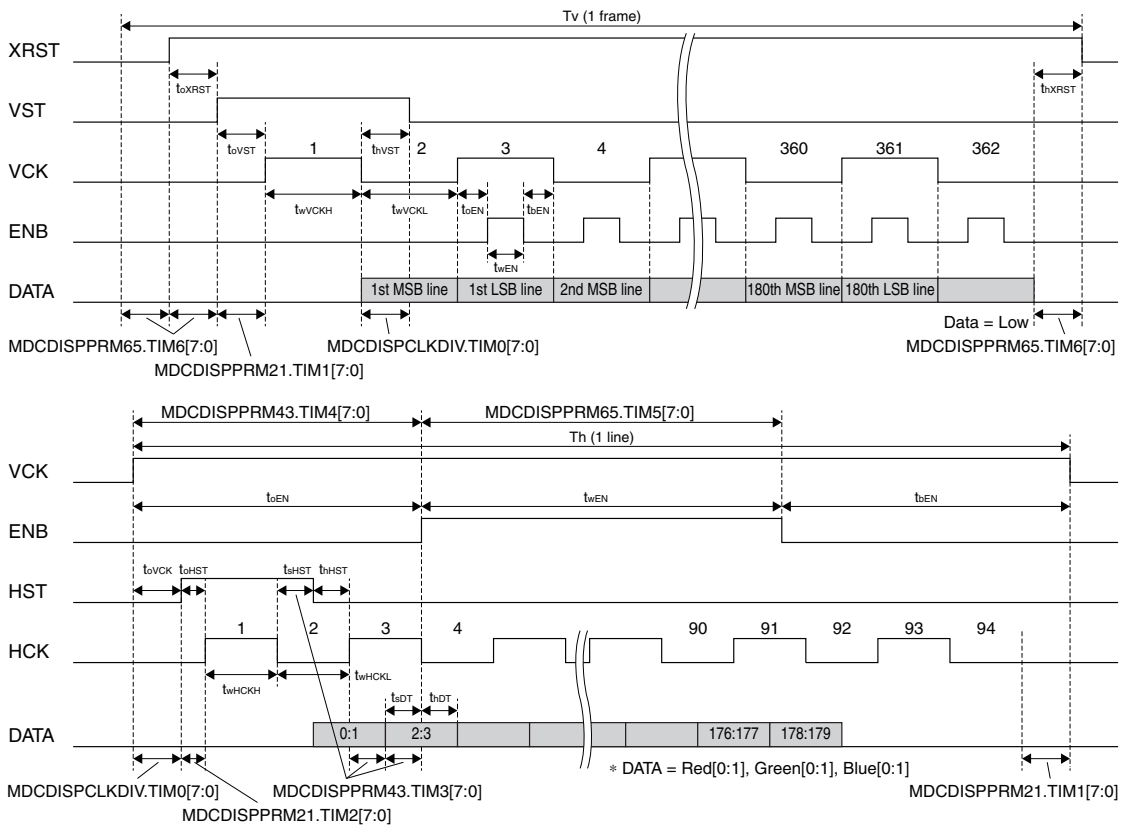 Tv (1 frame)
XRST
toXRST
thXRST
VST
toVST
1
thVST
2
3
4
360
361
362
VCK
twVCKH
twVCKL
toEN
tbEN
ENB
twEN
DATA
1st MSB line
1st LSB line
2nd MSB line
180th MSB line
180th LSB line
Data = Low
MDCDISPPRM65.TIM6[7:0]
MDCDISPCLKDIV.TIM0[7:0]
MDCDISPPRM65.TIM6[7:0]
MDCDISPPRM21.TIM1[7:0]
MDCDISPPRM43.TIM4[7:0]
MDCDISPPRM65.TIM5[7:0]
Th (1 line)
VCK
toEN
twEN
tbEN
ENB
toVCK
toHST
tsHST
thHST
HST
1
2
3
4
90
91
92
93
94
HCK
twHCKH
twHCKL
tsDT
thDT
DATA
0:1
2:3
176:177
178:179
* DATA = Red[0:1], Green[0:1], Blue[0:1]
MDCDISPCLKDIV.TIM0[7:0]
MDCDISPPRM43.TIM3[7:0]
MDCDISPPRM21.TIM1[7:0]
MDCDISPPRM21.TIM2[7:0]